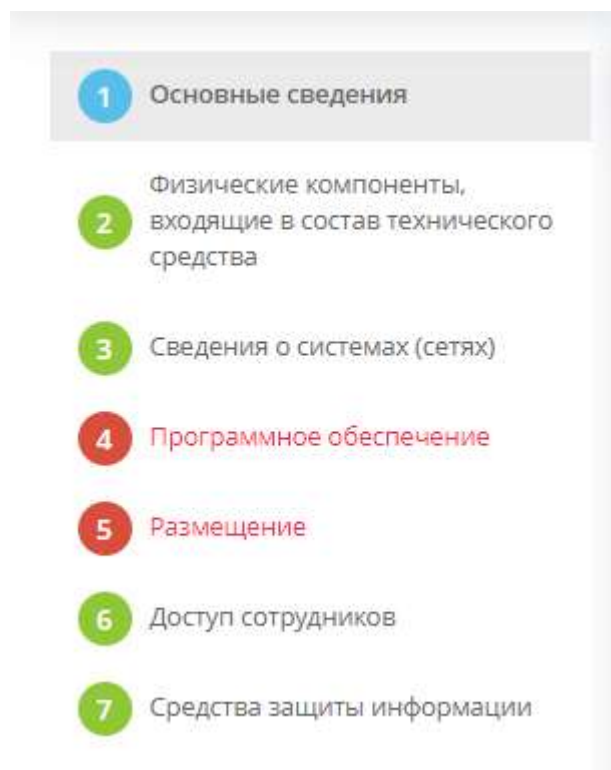 1 Основные сведения
Физические компоненты,
2 входящие в состав технического
средства
3 Сведения о системах (сетях)
4 Программное обеспечение
5 Размещение
6 Доступ сотрудников
7 Средства защиты информации